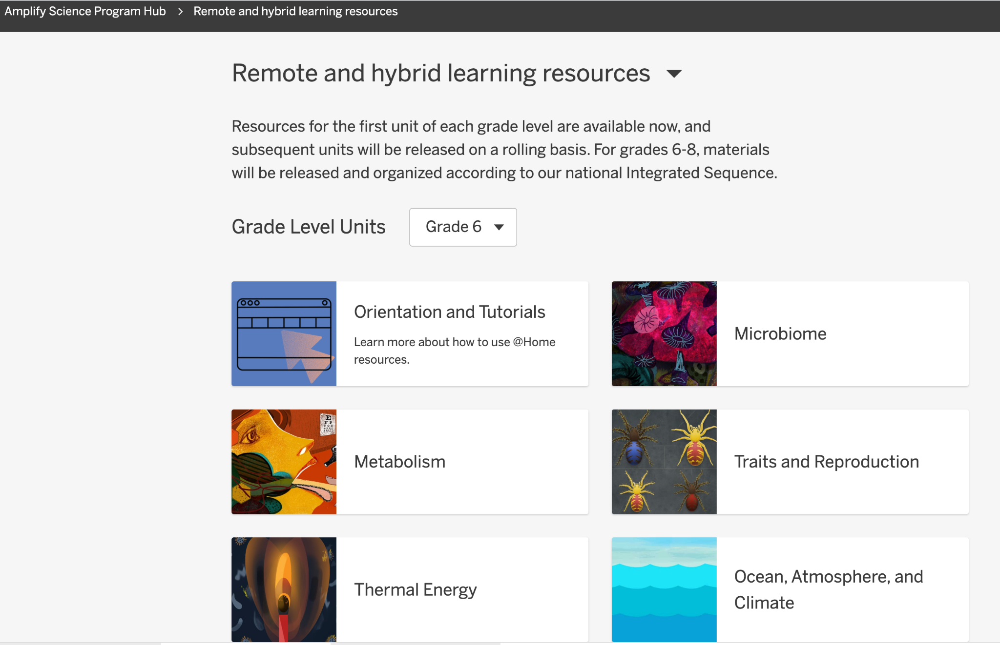 Amplify Science Program Hub > Remote and hybrid learning resources
Remote and hybrid learning resources
Resources for the first unit of each grade level are available now, and
subsequent units will be released on a rolling basis. For grades 6-8, materials
will be released and organized according to our national Integrated Sequence.
Grade Level Units
Grade 6
Orientation and Tutorials
Learn more about how to use @Home
resources.
Microbiome
E
F P
T O Z
Metabolism
Traits and Reproduction
Thermal Energy
Ocean, Atmosphere, and
Climate